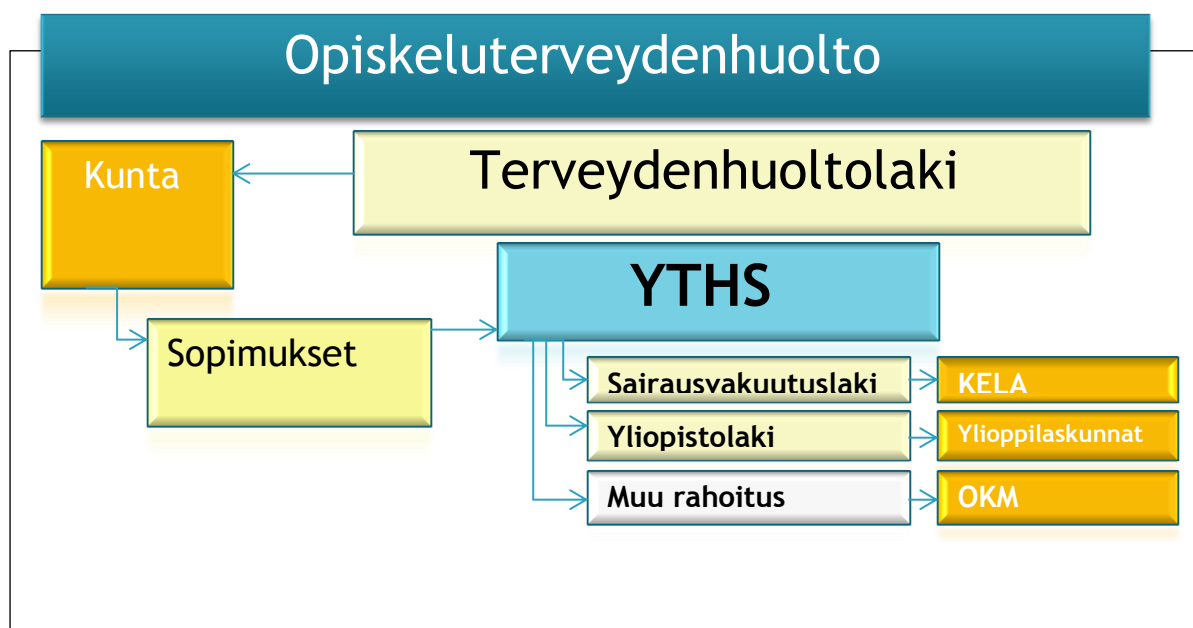 Opiskeluterveydenhuolto
Kunta
Terveydenhuoltolaki
YTHS
Sopimukset
Sairausvakuutuslaki
KELA
Yliopistolaki
Ylioppilaskunnat
Muu rahoitus
OKM